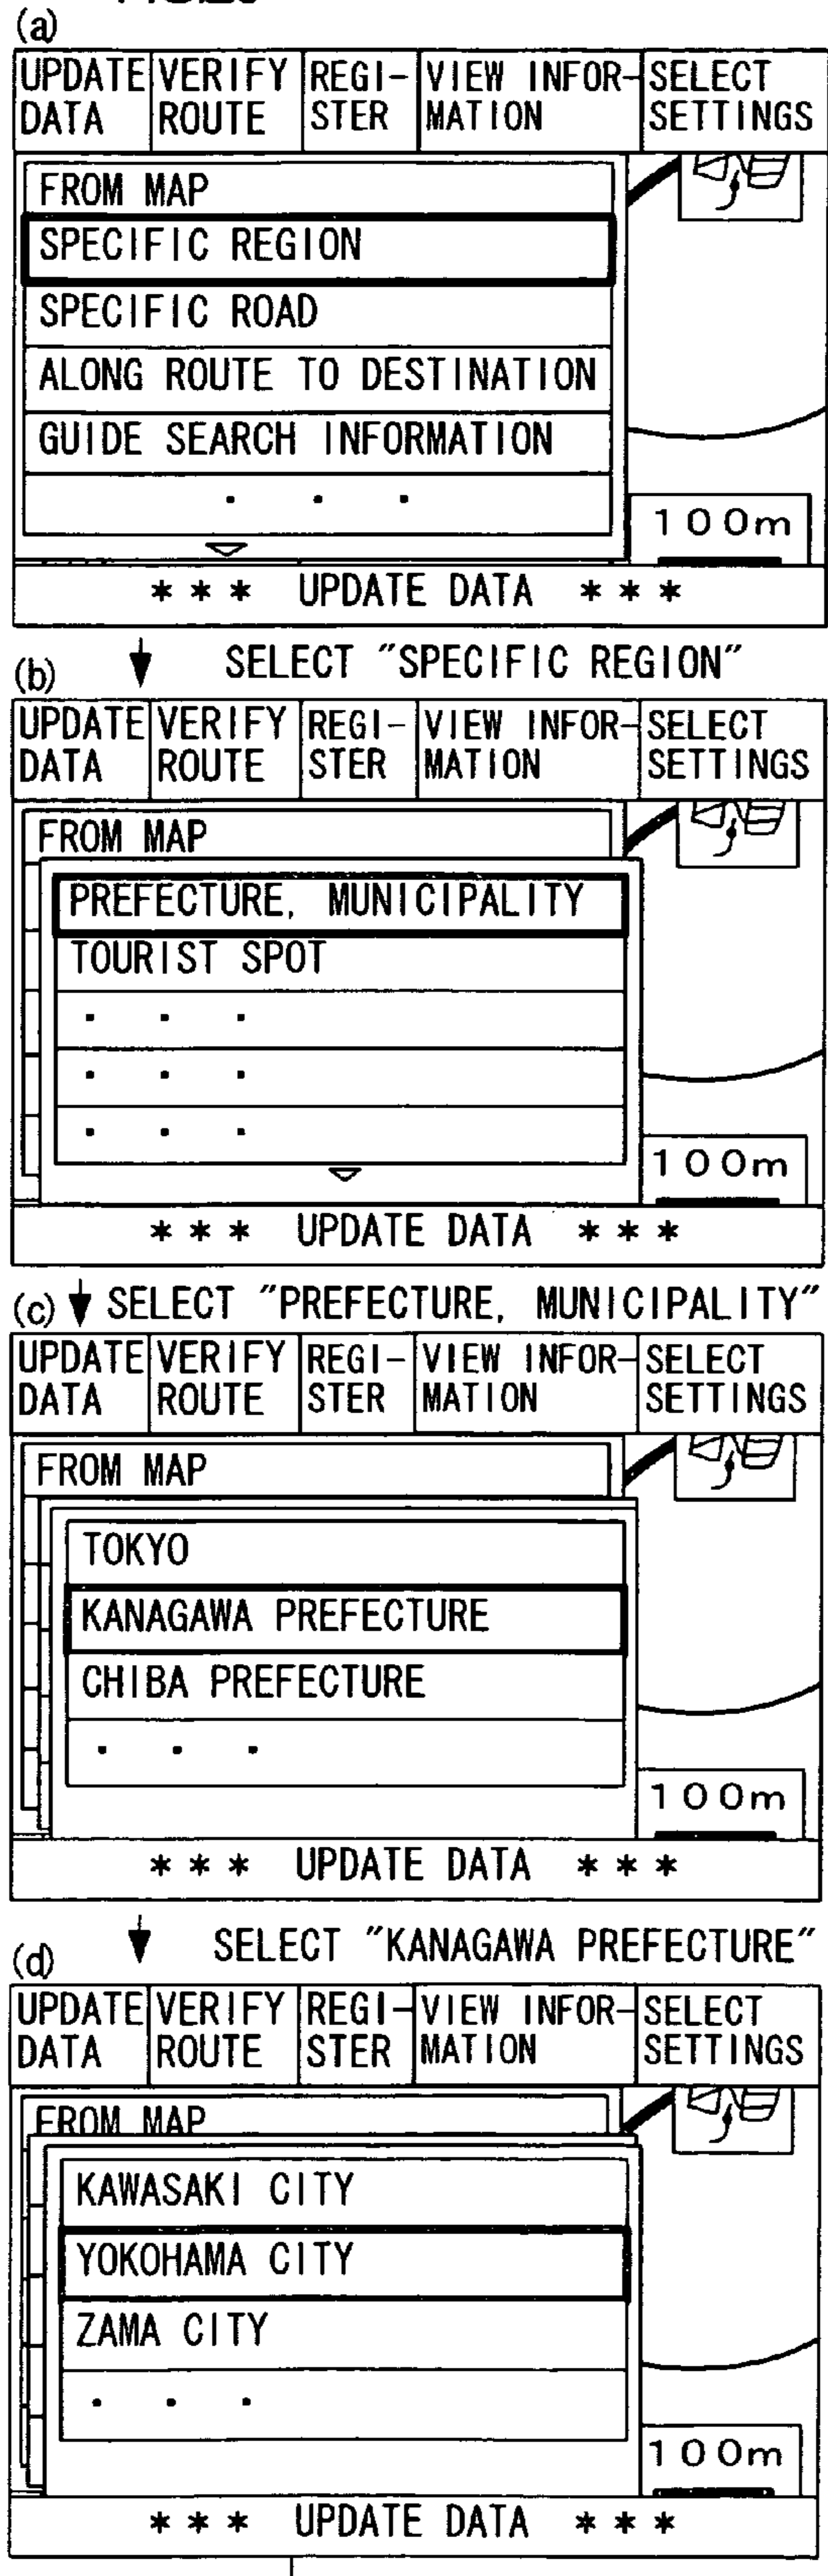 (a)
UPDATE DATA VERIFY ROUTE REGI-STER VIEW INFOR-MATION SELECT SETTINGS
FROM MAP
SPECIFIC REGION
SPECIFIC ROAD
ALONG ROUTE TO DESTINATION
GUIDE SEARCH INFORMATION
. . .
100m
*** UPDATE DATA ***
SELECT "SPECIFIC REGION"
(b)
UPDATE DATA VERIFY ROUTE REGI-STER VIEW INFOR-MATION SELECT SETTINGS
FROM MAP
PREFECTURE, MUNICIPALITY
TOURIST SPOT
. . .
. . .
. . .
100m
*** UPDATE DATA ***
(c) SELECT "PREFECTURE, MUNICIPALITY"
UPDATE DATA VERIFY ROUTE REGI-STER VIEW INFOR-MATION SELECT SETTINGS
FROM MAP
TOKYO
KANAGAWA PREFECTURE
CHIBA PREFECTURE
. . .
100m
*** UPDATE DATA ***
SELECT "KANAGAWA PREFECTURE"
(d)
UPDATE DATA VERIFY ROUTE REGI-STER VIEW INFOR-MATION SELECT SETTINGS
FROM MAP
KAWASAKI CITY
YOKOHAMA CITY
ZAMA CITY
. . .
100m
*** UPDATE DATA ***